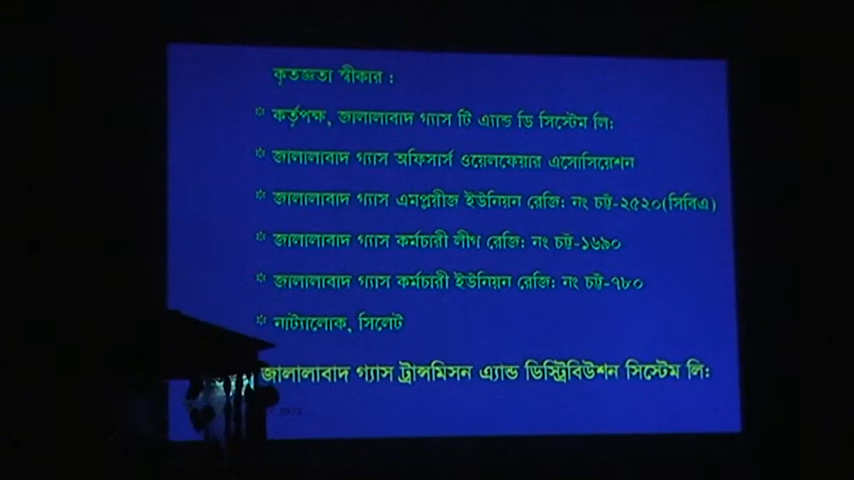 কৃতজ্ঞতা স্বীকার :
* কর্তৃপক্ষ, জালালাবাদ গ্যাস টি এ্যান্ড ডি সিস্টেম লি:
* জালালাবাদ গ্যাস অফিসার্স ওয়েলফেয়ার এসোসিয়েশন
* জালালাবাদ গ্যাস এমপ্লয়ীজ ইউনিয়ন রেজি: নং চট্ট-২৫২০(সিবিএ)
* জালালাবাদ গ্যাস কর্মচারী লীগ রেজি: নং চট্ট-১৬৯০
* জালালাবাদ গ্যাস কর্মচারী ইউনিয়ন রেজি: নং চট্ট-৭৮০
* নাট্যালোক, সিলেট
জালালাবাদ গ্যাস ট্রান্সমিসন এ্যান্ড ডিস্ট্রিবিউশন সিস্টেম লি: